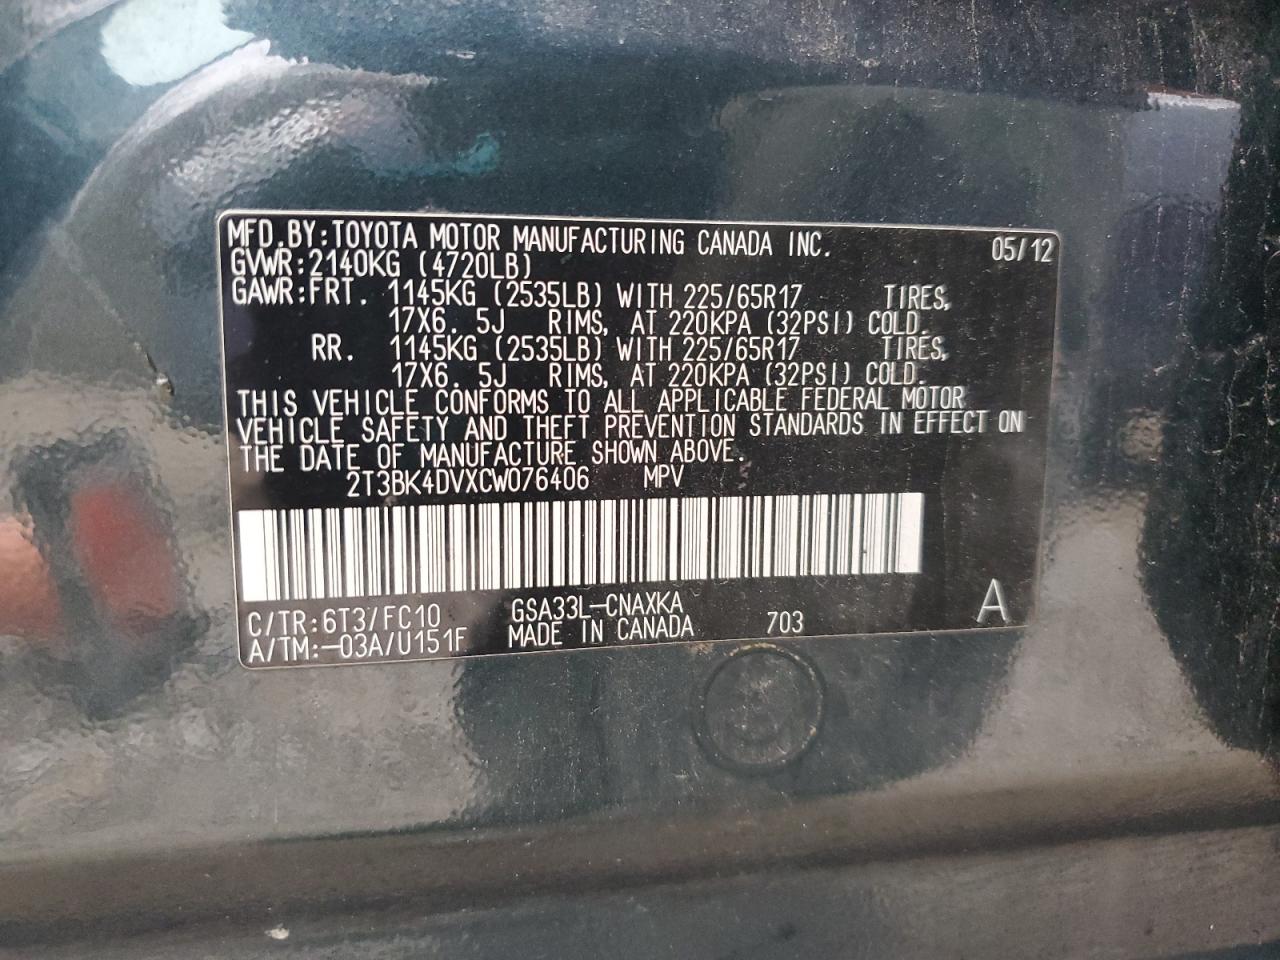 MFD.BY:TOYOTA MOTOR MANUFACTURING CANADA INC. 05/12
GVWR:2140KG (4720LB)
GAWR:FRT. 1145KG (2535LB) WITH 225/65R17 TIRES,
17X6. 5J RIMS, AT 220KPA (32PSI) COLD.
RR. 1145KG (2535LB) WITH 225/65R17 TIRES,
17X6. 5J RIMS, AT 220KPA (32PSI) COLD.
THIS VEHICLE CONFORMS TO ALL APPLICABLE FEDERAL MOTOR
VEHICLE SAFETY AND THEFT PREVENTION STANDARDS IN EFFECT ON
THE DATE OF MANUFACTURE SHOWN ABOVE.
2T3BK4DVXCW076406 MPV
C/TR:6T3/FC10 GSA33L-CNAXKA
A/TM:-03A/U151F MADE IN CANADA 703 A